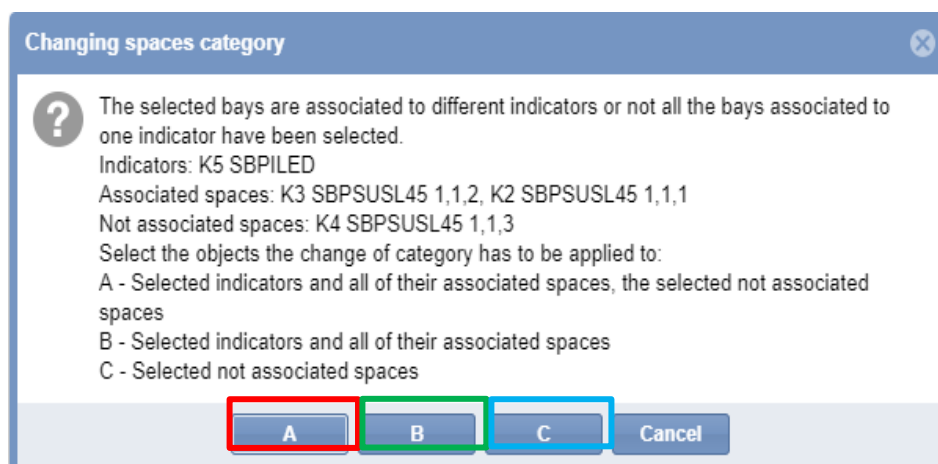 Changing spaces category
The selected bays are associated to different indicators or not all the bays associated to
one indicator have been selected.
Indicators: K5 SBPILED
Associated spaces: K3 SBPSUSL45 1,1,2, K2 SBPSUSL45 1,1,1
Not associated spaces: K4 SBPSUSL45 1,1,3
Select the objects the change of category has to be applied to:
A - Selected indicators and all of their associated spaces, the selected not associated
spaces
B - Selected indicators and all of their associated spaces
C - Selected not associated spaces
A B C Cancel